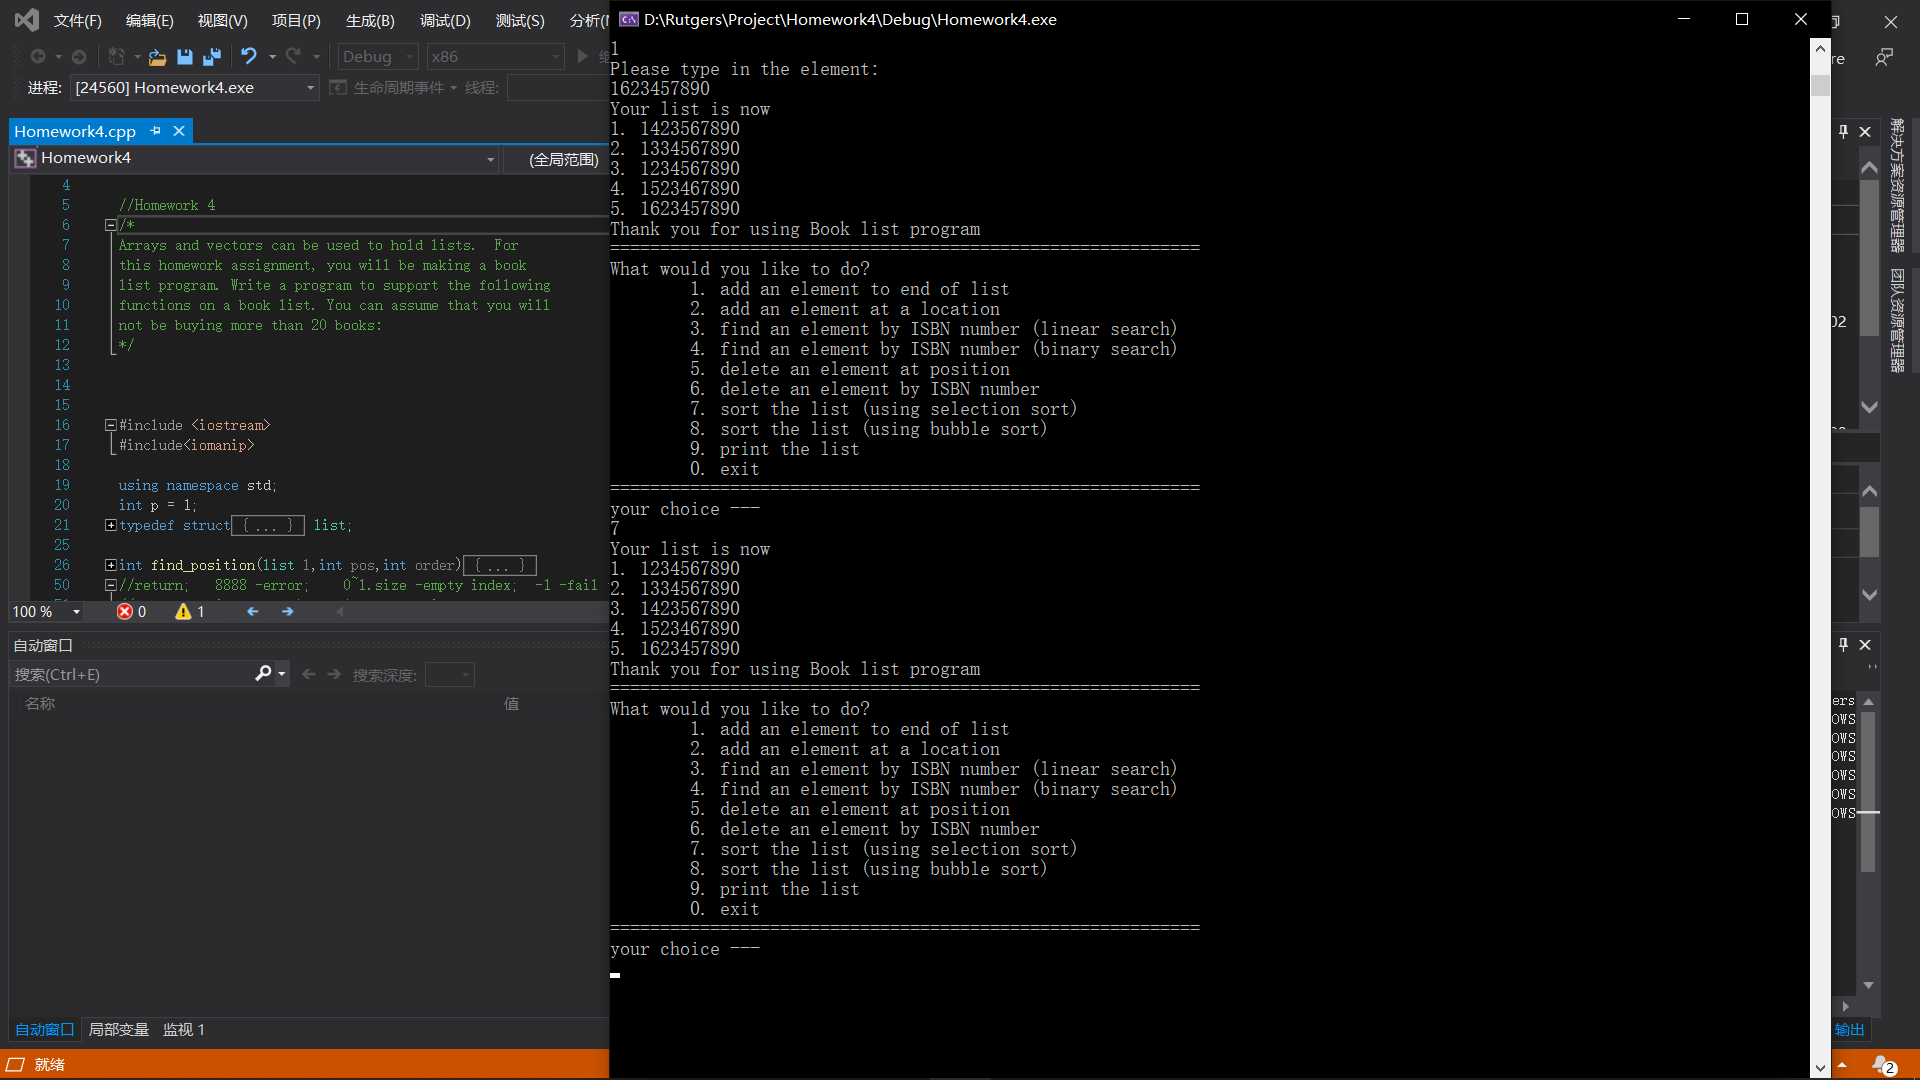 文件(F) 编辑(E) 视图(V) 项目(P) 生成(B) 调试(D) 测试(S) 分析(
Debug x86
进程: [24560] Homework4.exe 生命周期事件 线程:
Homework4.cpp
Homework4 (全局范围)
4
5 //Homework 4
6 /*
7 Arrays and vectors can be used to hold lists. For
8 this homework assignment, you will be making a book
9 list program. Write a program to support the following
10 functions on a book list. You can assume that you will
11 not be buying more than 20 books:
12 */
13
14
15
16 #include <iostream>
17 #include<iomanip>
18
19 using namespace std;
20 int p = 1;
21 typedef struct{ ... } list;
25
26 int find_position(list l,int pos,int order){ ... }
50 //return; 8888 -error; 0~l.size -empty index; -1 -fail
100 % 0 1
自动窗口
搜索(Ctrl+E) 搜索深度:
名称 值
自动窗口 局部变量 监视 1
就绪
D:\Rutgers\Project\Homework4\Debug\Homework4.exe
1
Please type in the element:
1623457890
Your list is now
1. 1423567890
2. 1334567890
3. 1234567890
4. 1523467890
5. 1623457890
Thank you for using Book list program
===========================================================
What would you like to do?
1. add an element to end of list
2. add an element at a location
3. find an element by ISBN number (linear search)
4. find an element by ISBN number (binary search)
5. delete an element at position
6. delete an element by ISBN number
7. sort the list (using selection sort)
8. sort the list (using bubble sort)
9. print the list
0. exit
===========================================================
your choice ---
7
Your list is now
1. 1234567890
2. 1334567890
3. 1423567890
4. 1523467890
5. 1623457890
Thank you for using Book list program
===========================================================
What would you like to do?
1. add an element to end of list
2. add an element at a location
3. find an element by ISBN number (linear search)
4. find an element by ISBN number (binary search)
5. delete an element at position
6. delete an element by ISBN number
7. sort the list (using selection sort)
8. sort the list (using bubble sort)
9. print the list
0. exit
===========================================================
your choice ---
re
解决方案资源管理器
团队资源管理器
02
ers
OWS
OWS
OWS
OWS
OWS
OWS
输出
2